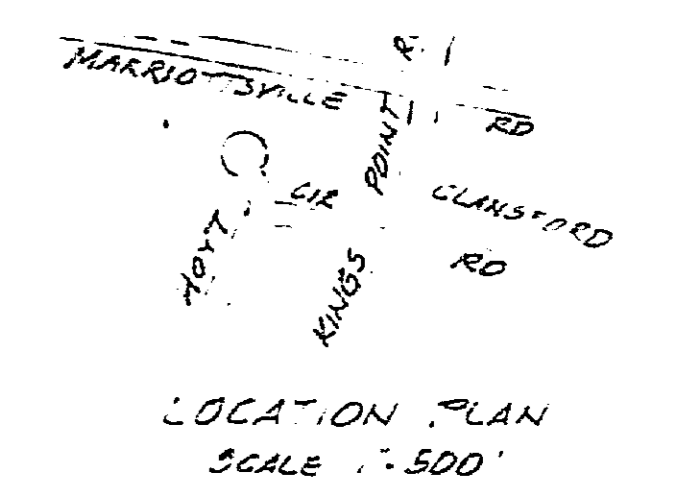 R.
MARRIOTTSVILLE RD
KINGS POINT
CIR
HOYT
CLANSFORD
RD
LOCATION PLAN
SCALE 1"=500'